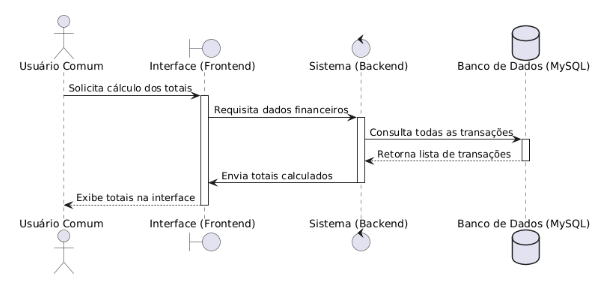 Usuário Comum
Interface (Frontend)
Sistema (Backend)
Banco de Dados (MySQL)
Solicita cálculo dos totais
Requisita dados financeiros
Consulta todas as transações
Retorna lista de transações
Envia totais calculados
Exibe totais na interface
Usuário Comum
Interface (Frontend)
Sistema (Backend)
Banco de Dados (MySQL)